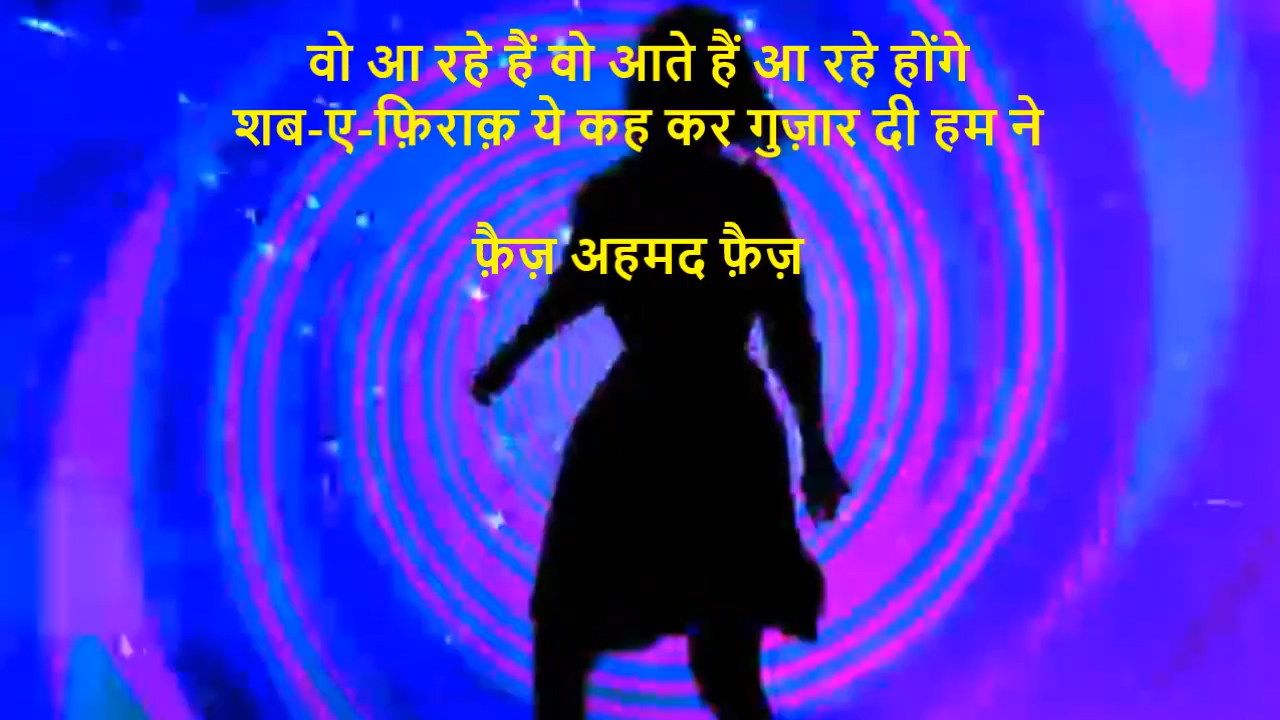 वो आ रहे हैं वो आते हैं आ रहे होंगे
शब-ए-फ़िराक़ ये कह कर गुज़ार दी हम ने
फ़ैज़ अहमद फ़ैज़